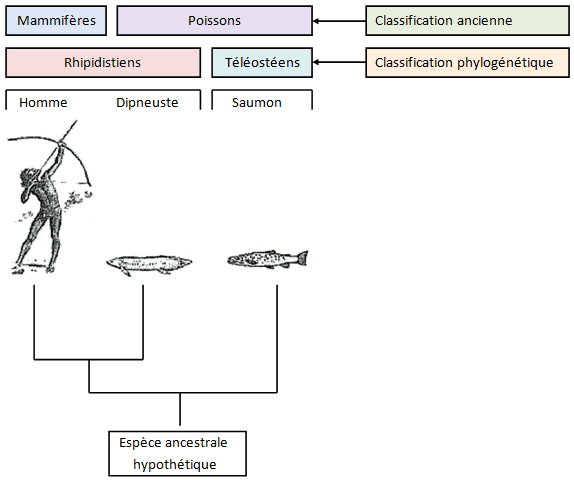 Mammifères Poissons Classification ancienne
Rhipidistiens Téléostéens Classification phylogénétique
Homme Dipneuste Saumon
Espèce ancestrale
hypothétique